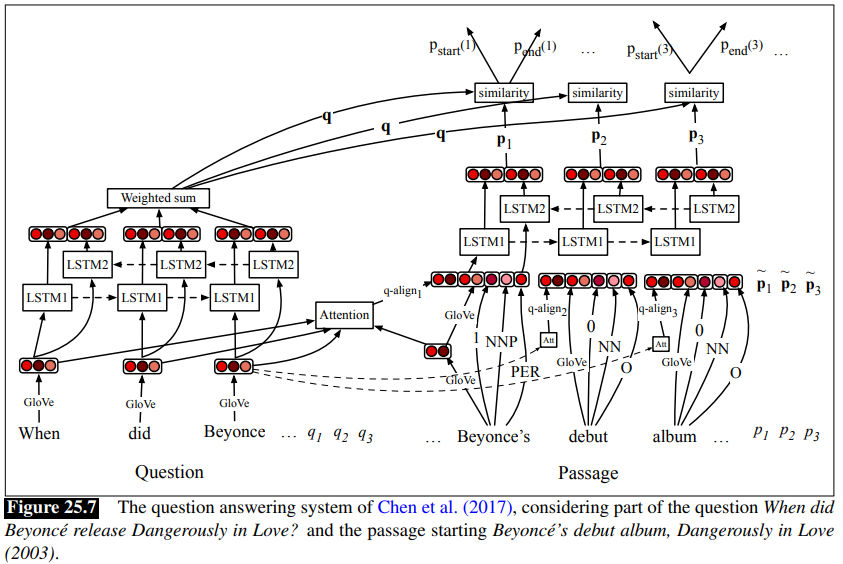 p_start(1) p_end(1) ... p_start(3) p_end(3) ...
similarity similarity similarity
q q q
p1 p2 p3
Weighted sum
LSTM2 LSTM2 LSTM2
LSTM1 LSTM1 LSTM1
LSTM2 LSTM2 LSTM2
LSTM1 LSTM1 LSTM1
q-align1 q-align2 q-align3 p̃1 p̃2 p̃3
Attention GloVe 1 NNP Att 0 NN Att 0 NN
GloVe PER GloVe O GloVe O
GloVe GloVe GloVe
When did Beyonce ... q1 q2 q3 ... Beyonce's debut album ... p1 p2 p3
Question Passage
Figure 25.7 The question answering system of Chen et al. (2017), considering part of the question When did
Beyoncé release Dangerously in Love? and the passage starting Beyoncé's debut album, Dangerously in Love
(2003).